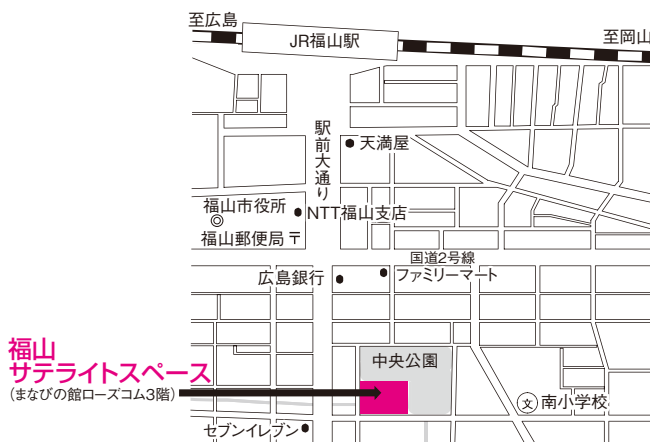 至広島
JR福山駅
至岡山
駅前大通り
天満屋
福山市役所
NTT福山支店
福山郵便局〒
国道2号線
広島銀行
ファミリーマート
福山
サテライトスペース
(まなびの館ローズコム3階)
中央公園
文
南小学校
セブンイレブン